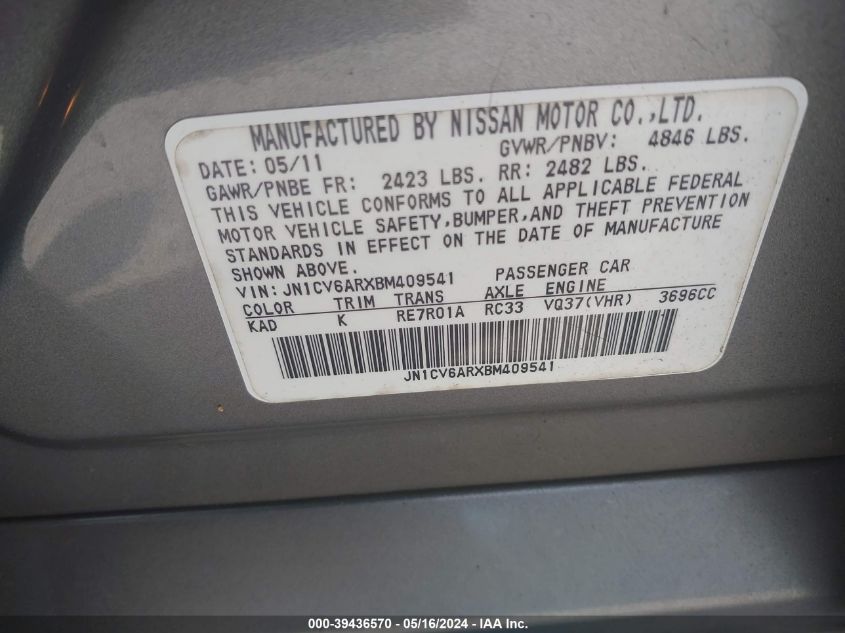 MANUFACTURED BY NISSAN MOTOR CO.,LTD.
DATE: 05/11 GVWR/PNBV: 4846 LBS.
GAWR/PNBE FR: 2423 LBS. RR: 2482 LBS.
THIS VEHICLE CONFORMS TO ALL APPLICABLE FEDERAL
MOTOR VEHICLE SAFETY,BUMPER,AND THEFT PREVENTION
STANDARDS IN EFFECT ON THE DATE OF MANUFACTURE
SHOWN ABOVE.
VIN: JN1CV6ARXBM409541 PASSENGER CAR
COLOR TRIM TRANS AXLE ENGINE
KAD K RE7R01A RC33 VQ37(VHR) 3696CC
JN1CV6ARXBM409541
000-39436570 - 05/16/2024 - IAA Inc.